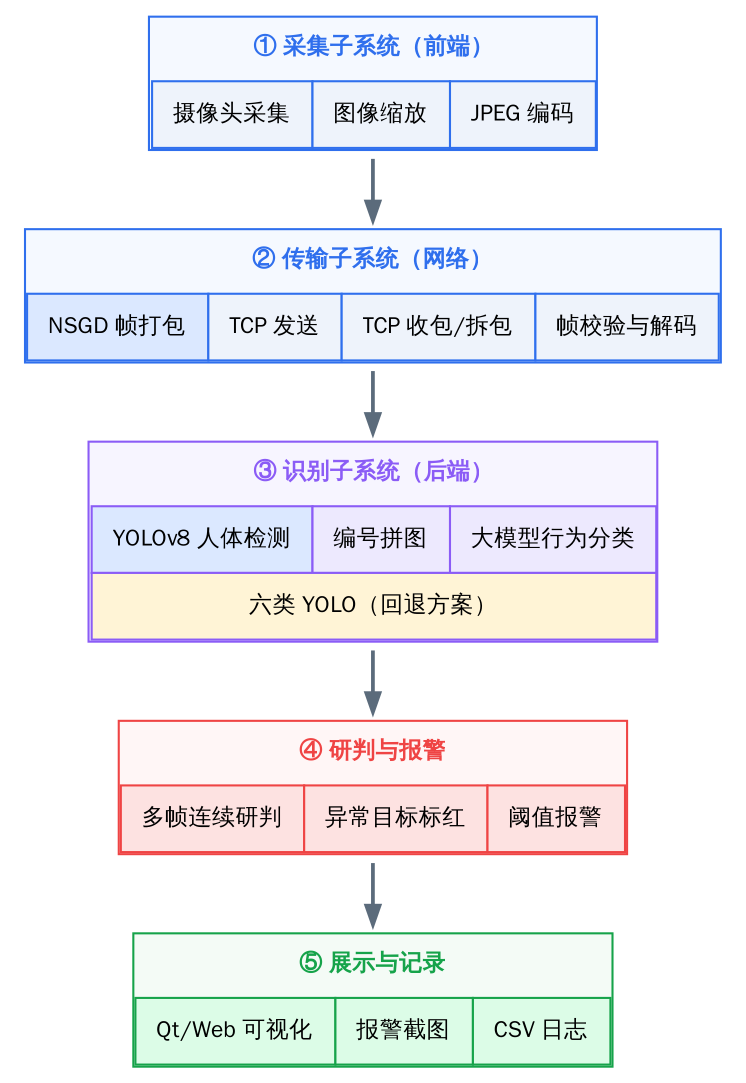 ① 采集子系统（前端）
摄像头采集 图像缩放 JPEG 编码
② 传输子系统（网络）
NSGD 帧打包 TCP 发送 TCP 收包/拆包 帧校验与解码
③ 识别子系统（后端）
YOLOv8 人体检测 编号拼图 大模型行为分类
六类 YOLO（回退方案）
④ 研判与报警
多帧连续研判 异常目标标红 阈值报警
⑤ 展示与记录
Qt/Web 可视化 报警截图 CSV 日志